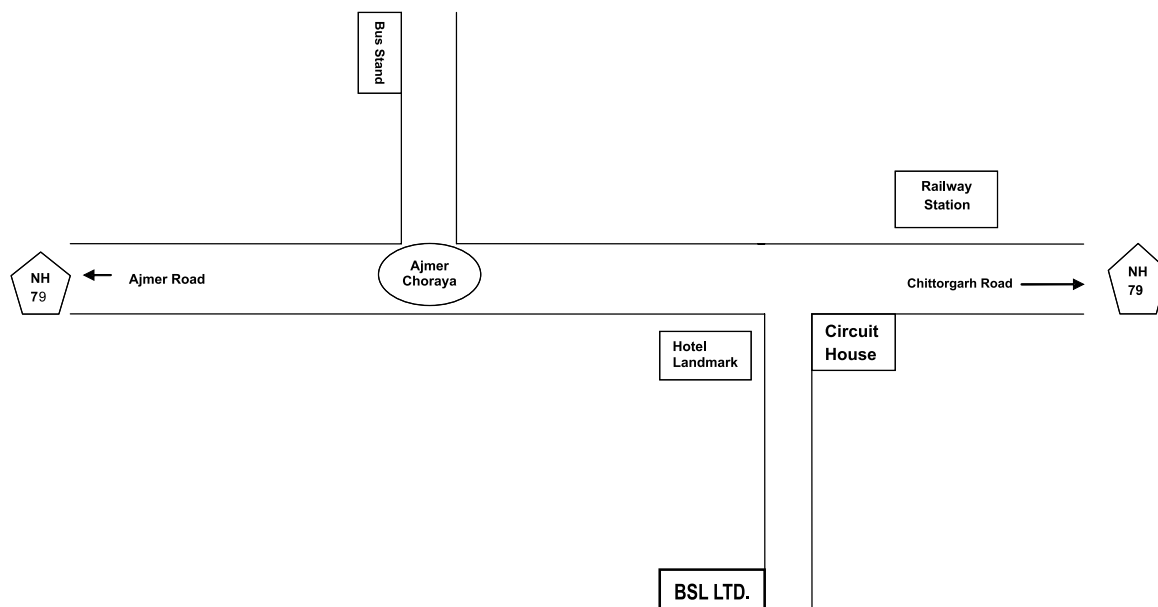 Bus Stand
Railway
Station
NH
79
Ajmer Road
Ajmer
Choraya
Chittorgarh Road
NH
79
Hotel
Landmark
Circuit
House
BSL LTD.